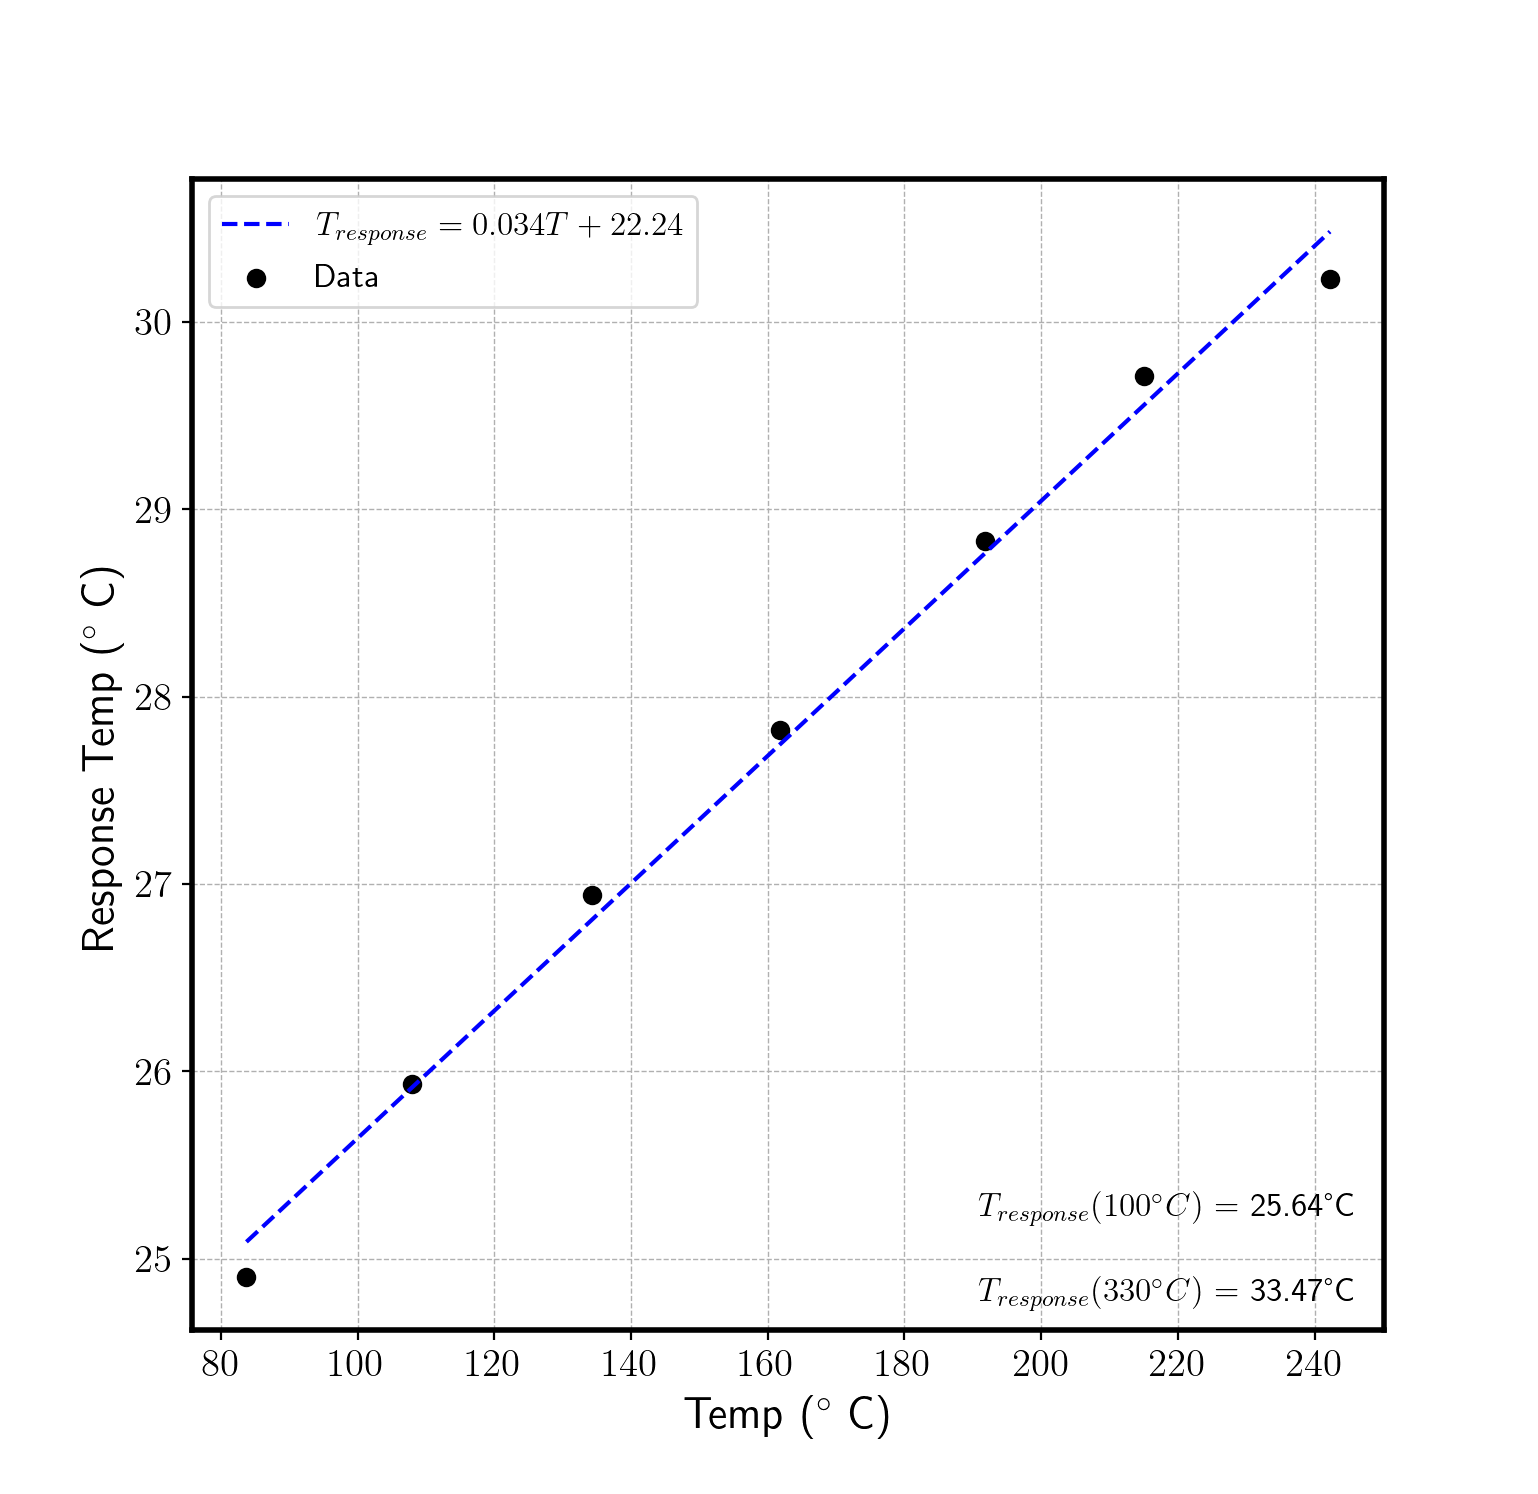 T_response = 0.034T + 22.24
Data
30
29
28
27
26
25
Response Temp (° C)
T_response(100°C) = 25.64°C
T_response(330°C) = 33.47°C
80 100 120 140 160 180 200 220 240
Temp (° C)